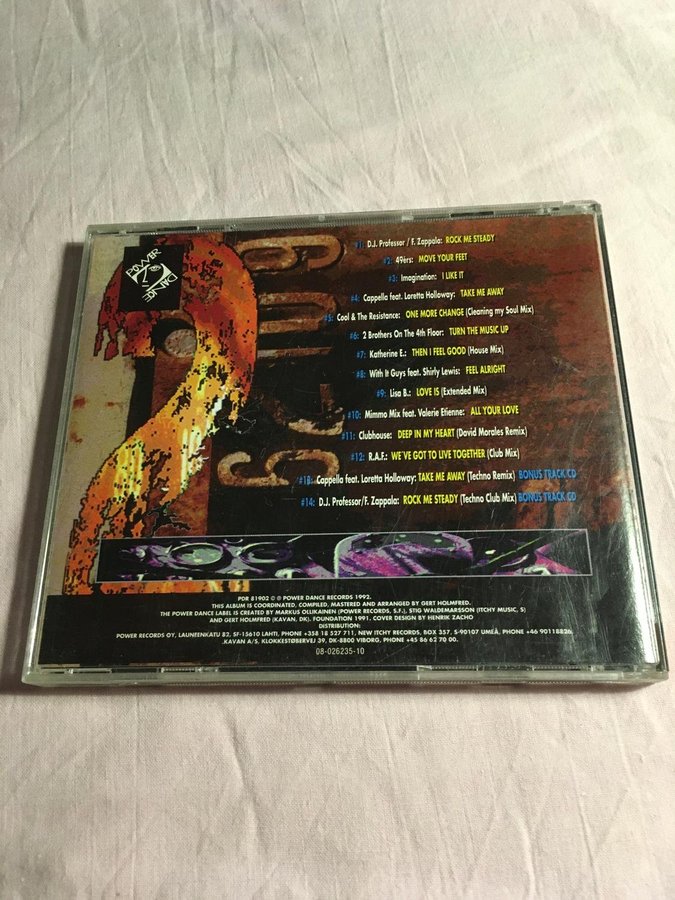 POWER
DANCE
#1: D.J. Professor / F. Zappala: ROCK ME STEADY
#2: 49ers: MOVE YOUR FEET
#3: Imagination: I LIKE IT
#4: Cappella feat. Loretta Holloway: TAKE ME AWAY
#5: Cool & The Resistance: ONE MORE CHANGE (Cleaning my Soul Mix)
#6: 2 Brothers On The 4th Floor: TURN THE MUSIC UP
#7: Katherine E.: THEN I FEEL GOOD (House Mix)
#8: With It Guys feat. Shirly Lewis: FEEL ALRIGHT
#9: Lisa B.: LOVE IS (Extended Mix)
#10: Mimmo Mix feat. Valerie Etienne: ALL YOUR LOVE
#11: Clubhouse: DEEP IN MY HEART (David Morales Remix)
#12: R.A.F.: WE'VE GOT TO LIVE TOGETHER (Club Mix)
#13: Cappella feat. Loretta Holloway: TAKE ME AWAY (Techno Remix) BONUS TRACK CD
#14: D.J. Professor/F. Zappala: ROCK ME STEADY (Techno Club Mix) BONUS TRACK CD
PDR 81902 © ℗ POWER DANCE RECORDS 1992.
THIS ALBUM IS COORDINATED, COMPILED, MASTERED AND ARRANGED BY GERT HOLMFRED.
THE POWER DANCE LABEL IS CREATED BY MARKUS OLLIKAINEN (POWER RECORDS, S.F.), STIG WALDEMARSSON (ITCHY MUSIC, S)
AND GERT HOLMFRED (KAVAN, DK), FOUNDATION 1991, COVER DESIGN BY HENRIK ZACHO
DISTRIBUTION:
POWER RECORDS OY, LAUNEENKATU 82, SF-15610 LAHTI, PHONE +358 18 527 711, NEW ITCHY RECORDS, BOX 357, S-90107 UMEÅ, PHONE +46 90118826,
.KAVAN A/S, KLOKKESTØBERVEJ 39, DK-8800 VIBORG, PHONE +45 86 62 70 00.
08-026235-10